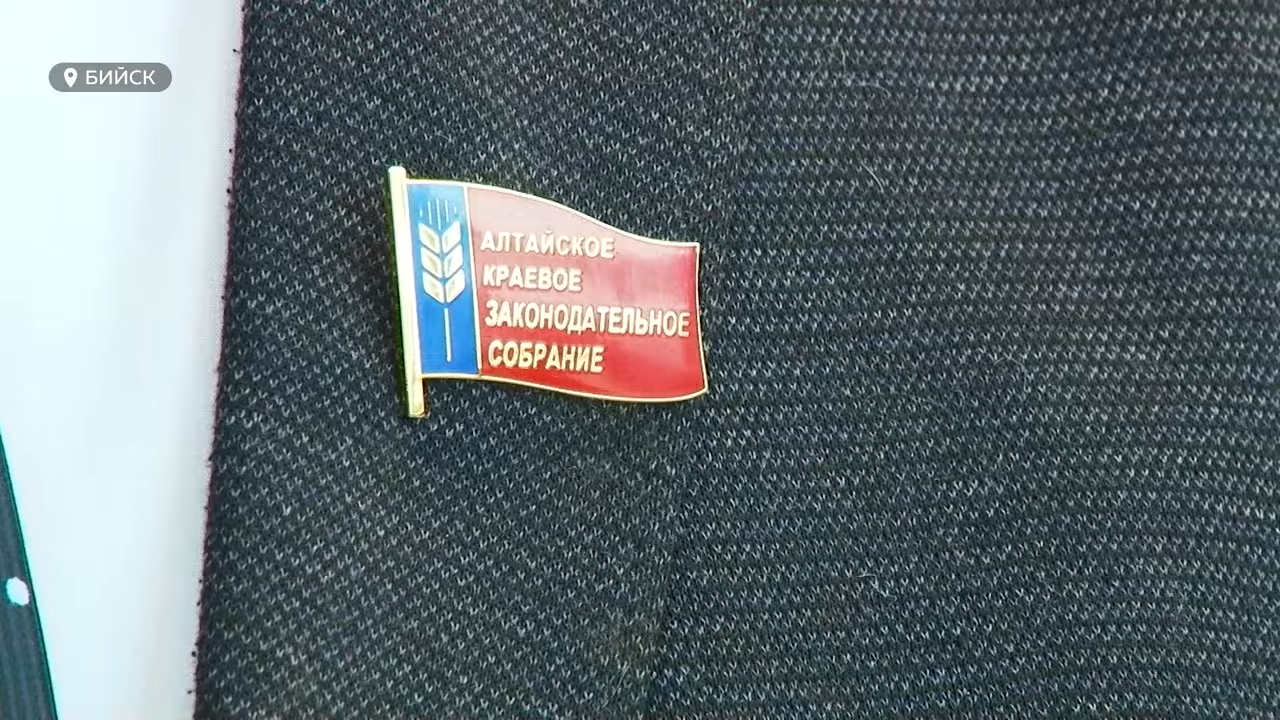 БИЙСК
АЛТАЙСКОЕ
КРАЕВОЕ
ЗАКОНОДАТЕЛЬНОЕ
СОБРАНИЕ